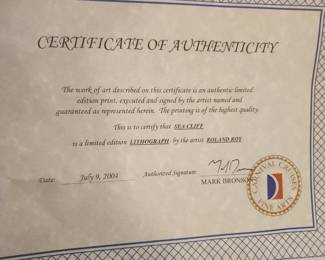 CERTIFICATE OF AUTHENTICITY
The work of art described on this certificate is an authentic limited
edition print, executed and signed by the artist named and
guaranteed as represented herein. The printing is of the highest quality.
This is to certify that SEA CLIFF
is a limited edition LITHOGRAPH by the artist ROLAND ROY
Date: July 9, 2004 Authorized Signature:
MARK BRONSON
CARNIVAL CRUISES
FINE ARTS